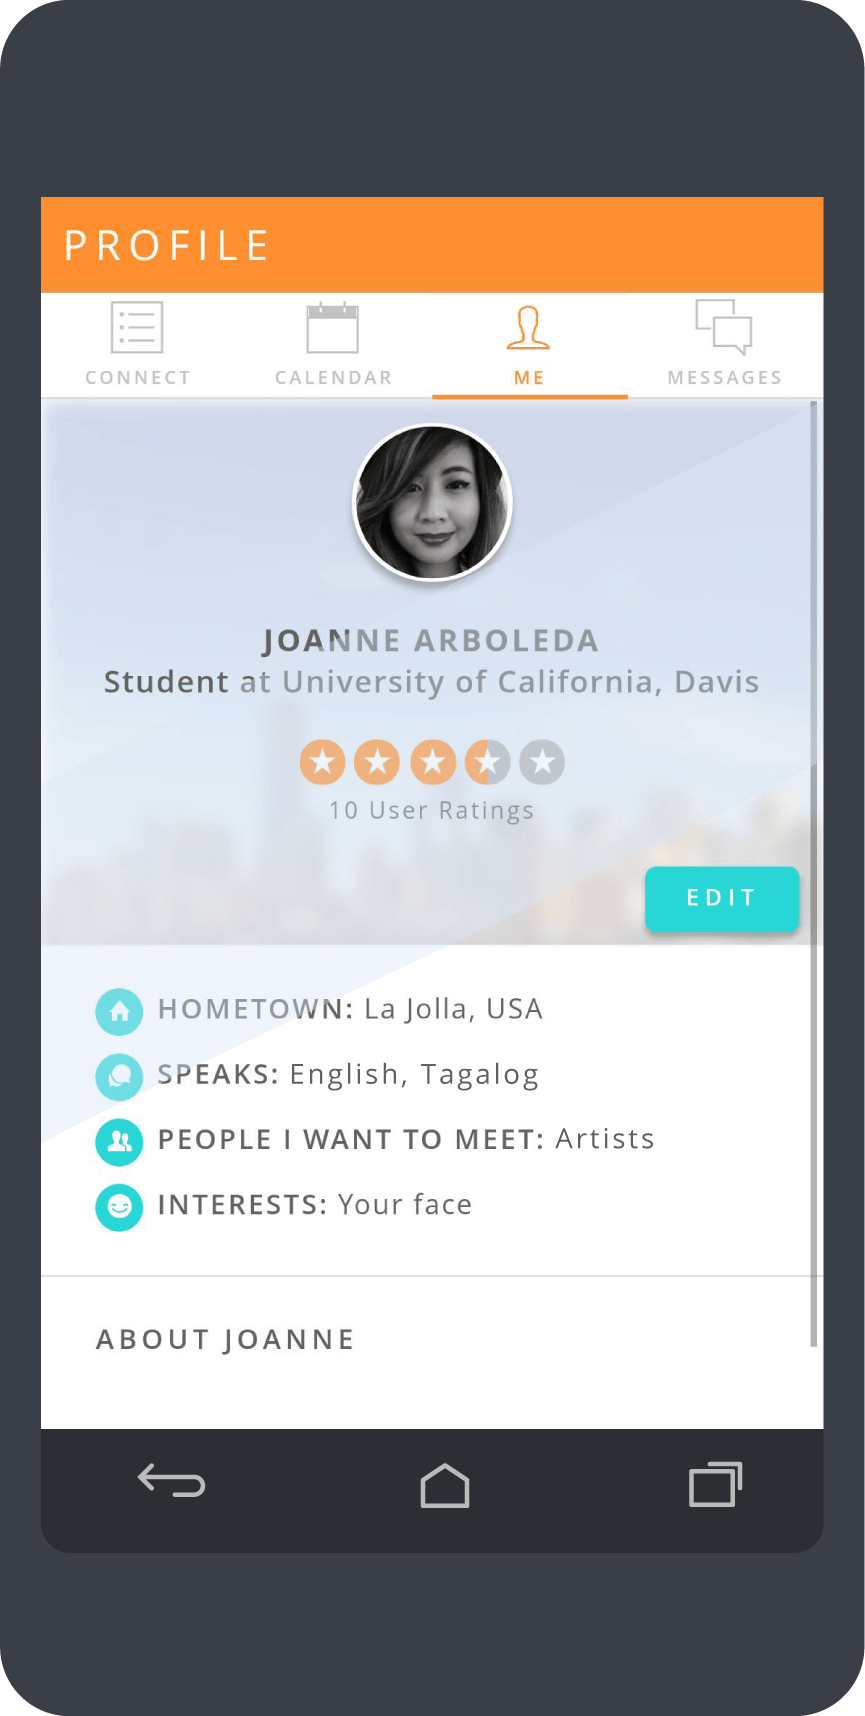 PROFILE
CONNECT CALENDAR ME MESSAGES
JOANNE ARBOLEDA
Student at University of California, Davis
10 User Ratings
EDIT
HOMETOWN: La Jolla, USA
SPEAKS: English, Tagalog
PEOPLE I WANT TO MEET: Artists
INTERESTS: Your face
ABOUT JOANNE